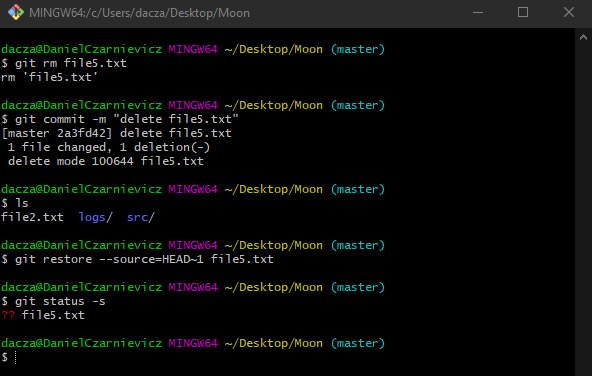 MINGW64:/c/Users/dacza/Desktop/Moon
dacza@DanielCzarnievicz MINGW64 ~/Desktop/Moon (master)
$ git rm file5.txt
rm 'file5.txt'
dacza@DanielCzarnievicz MINGW64 ~/Desktop/Moon (master)
$ git commit -m "delete file5.txt"
[master 2a3fd42] delete file5.txt
 1 file changed, 1 deletion(-)
 delete mode 100644 file5.txt
dacza@DanielCzarnievicz MINGW64 ~/Desktop/Moon (master)
$ ls
file2.txt  logs/  src/
dacza@DanielCzarnievicz MINGW64 ~/Desktop/Moon (master)
$ git restore --source=HEAD~1 file5.txt
dacza@DanielCzarnievicz MINGW64 ~/Desktop/Moon (master)
$ git status -s
?? file5.txt
dacza@DanielCzarnievicz MINGW64 ~/Desktop/Moon (master)
$